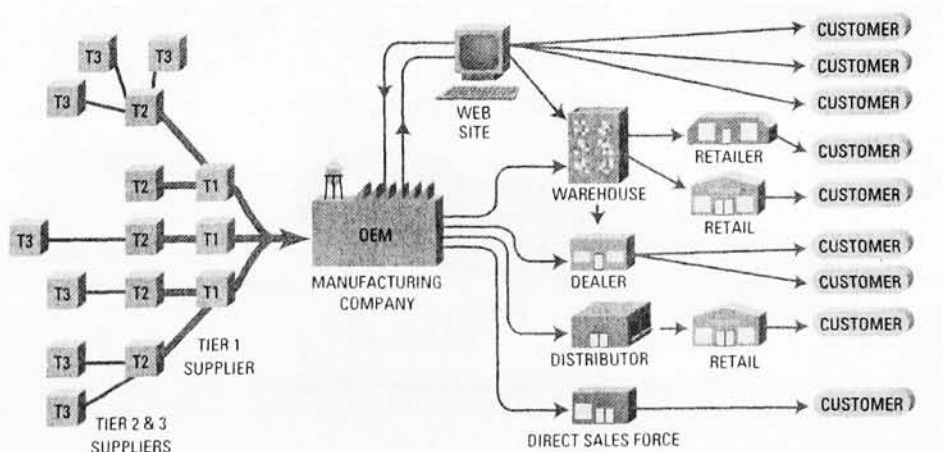 T3
T3
T3
T2
T2
T1
T3
T2
T1
T3
T2
T1
T3
T2
T3
TIER 1
SUPPLIER
TIER 2 & 3
SUPPLIERS
OEM
MANUFACTURING
COMPANY
WEB
SITE
WAREHOUSE
RETAILER
RETAIL
DEALER
DISTRIBUTOR
RETAIL
DIRECT SALES FORCE
CUSTOMER
CUSTOMER
CUSTOMER
CUSTOMER
CUSTOMER
CUSTOMER
CUSTOMER
CUSTOMER
CUSTOMER